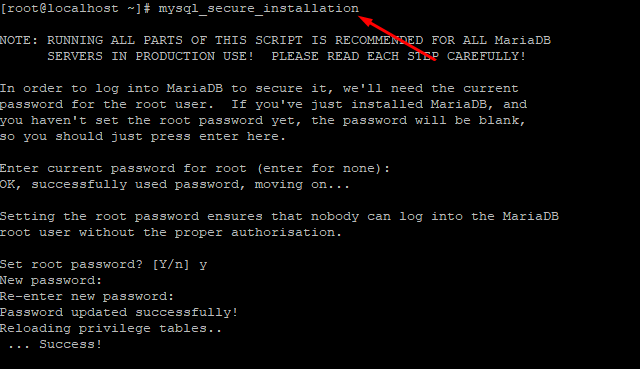 [root@localhost ~]# mysql_secure_installation
NOTE: RUNNING ALL PARTS OF THIS SCRIPT IS RECOMMENDED FOR ALL MariaDB
SERVERS IN PRODUCTION USE!  PLEASE READ EACH STEP CAREFULLY!
In order to log into MariaDB to secure it, we'll need the current
password for the root user.  If you've just installed MariaDB, and
you haven't set the root password yet, the password will be blank,
so you should just press enter here.
Enter current password for root (enter for none):
OK, successfully used password, moving on...
Setting the root password ensures that nobody can log into the MariaDB
root user without the proper authorisation.
Set root password? [Y/n] y
New password:
Re-enter new password:
Password updated successfully!
Reloading privilege tables..
... Success!